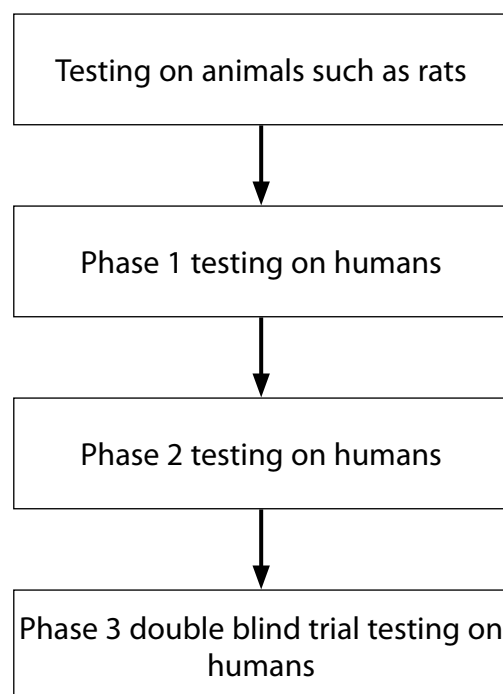 Testing on animals such as rats
Phase 1 testing on humans
Phase 2 testing on humans
Phase 3 double blind trial testing on
humans